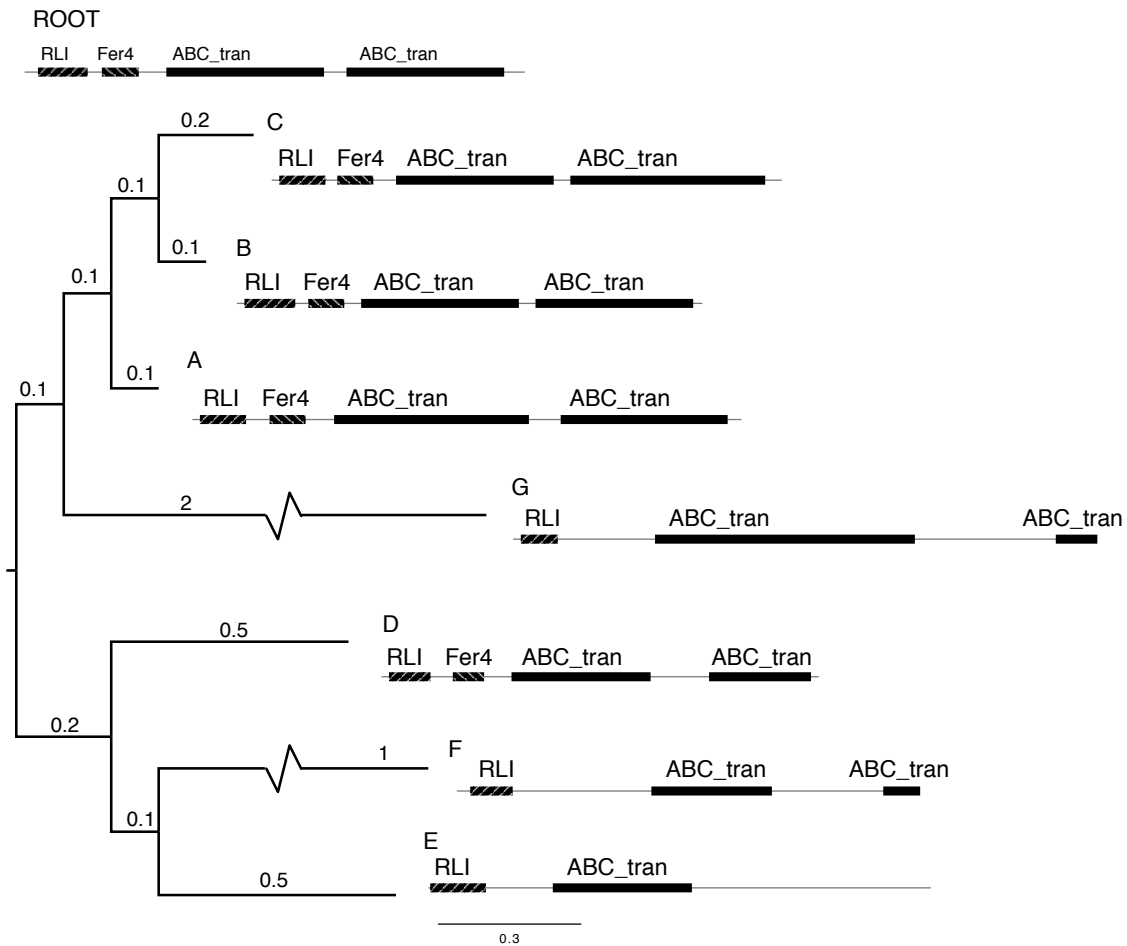 ROOT
RLI Fer4 ABC_tran ABC_tran
0.2 C
RLI Fer4 ABC_tran ABC_tran
0.1
0.1 B
RLI Fer4 ABC_tran ABC_tran
0.1
A
0.1
0.1
RLI Fer4 ABC_tran ABC_tran
2 G
RLI ABC_tran ABC_tran
0.5 D
RLI Fer4 ABC_tran ABC_tran
0.2
1 F
RLI ABC_tran ABC_tran
0.1
E
RLI ABC_tran
0.5
0.3